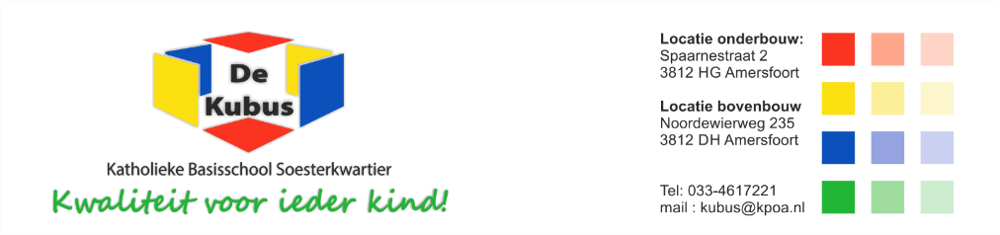 De
Kubus
Katholieke Basisschool Soesterkwartier
Kwaliteit voor ieder kind!
Locatie onderbouw:
Spaarnestraat 2
3812 HG Amersfoort
Locatie bovenbouw
Noordewierweg 235
3812 DH Amersfoort
Tel: 033-4617221
mail : kubus@kpoa.nl